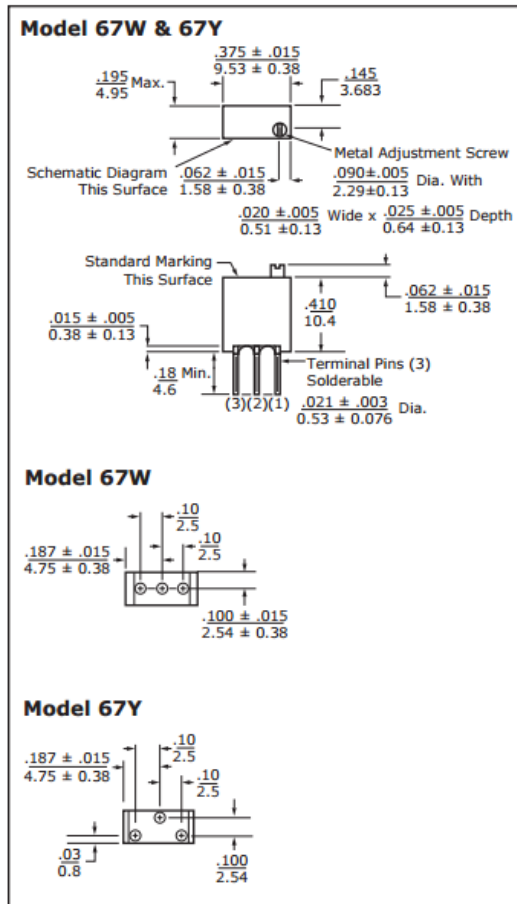 Model 67W & 67Y
.375 ± .015
9.53 ± 0.38
.195
4.95
Max.
.145
3.683
Metal Adjustment Screw
Schematic Diagram
This Surface
.062 ± .015
1.58 ± 0.38
.090±.005
2.29±0.13
Dia. With
.020 ±.005
0.51 ±0.13
Wide x
.025 ±.005
0.64 ±0.13
Depth
Standard Marking
This Surface
.062 ± .015
1.58 ± 0.38
.410
10.4
.015 ± .005
0.38 ± 0.13
.18
4.6
Min.
Terminal Pins (3)
Solderable
(3)(2)(1)
.021 ± .003
0.53 ± 0.076
Dia.
Model 67W
.10
2.5
.10
2.5
.187 ± .015
4.75 ± 0.38
.100 ± .015
2.54 ± 0.38
Model 67Y
.10
2.5
.187 ± .015
4.75 ± 0.38
.10
2.5
.03
0.8
.100
2.54